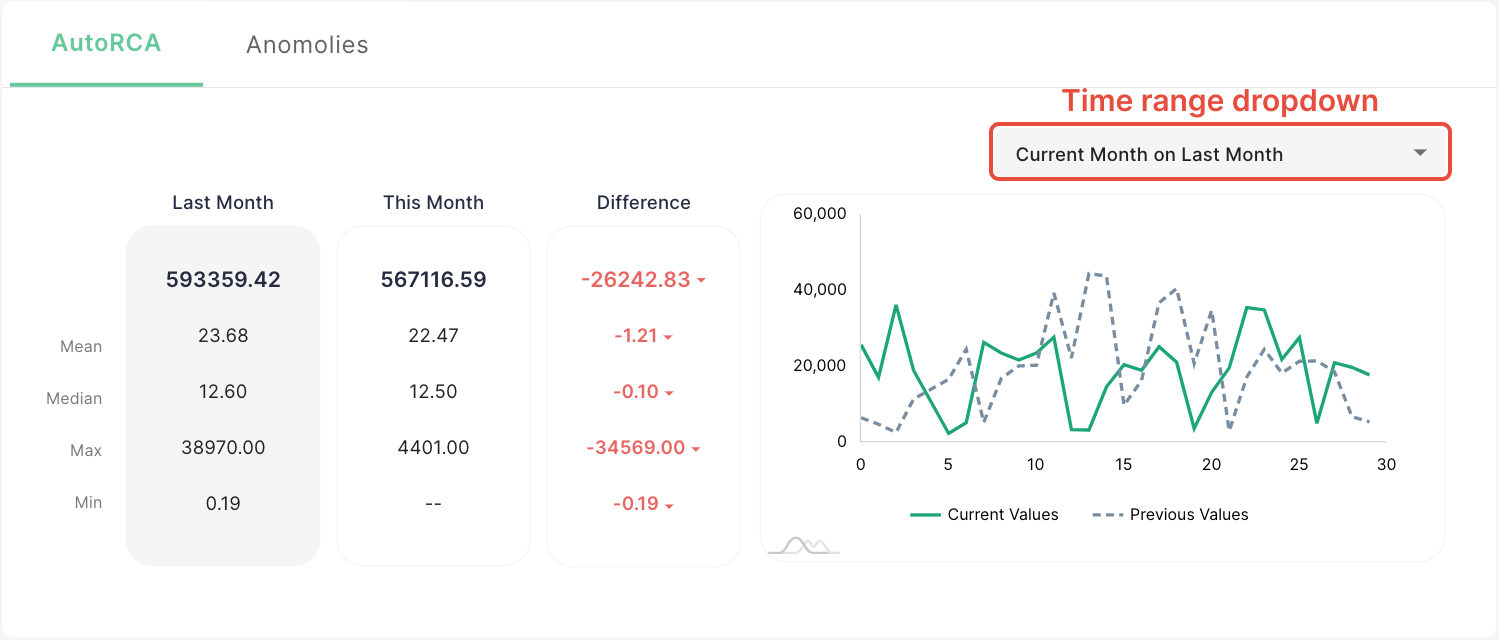 AutoRCA Anomolies
Time range dropdown
Current Month on Last Month
Last Month This Month Difference
593359.42 567116.59 -26242.83
Mean 23.68 22.47 -1.21
Median 12.60 12.50 -0.10
Max 38970.00 4401.00 -34569.00
Min 0.19 -- -0.19
60,000
40,000
20,000
0
0 5 10 15 20 25 30
Current Values Previous Values